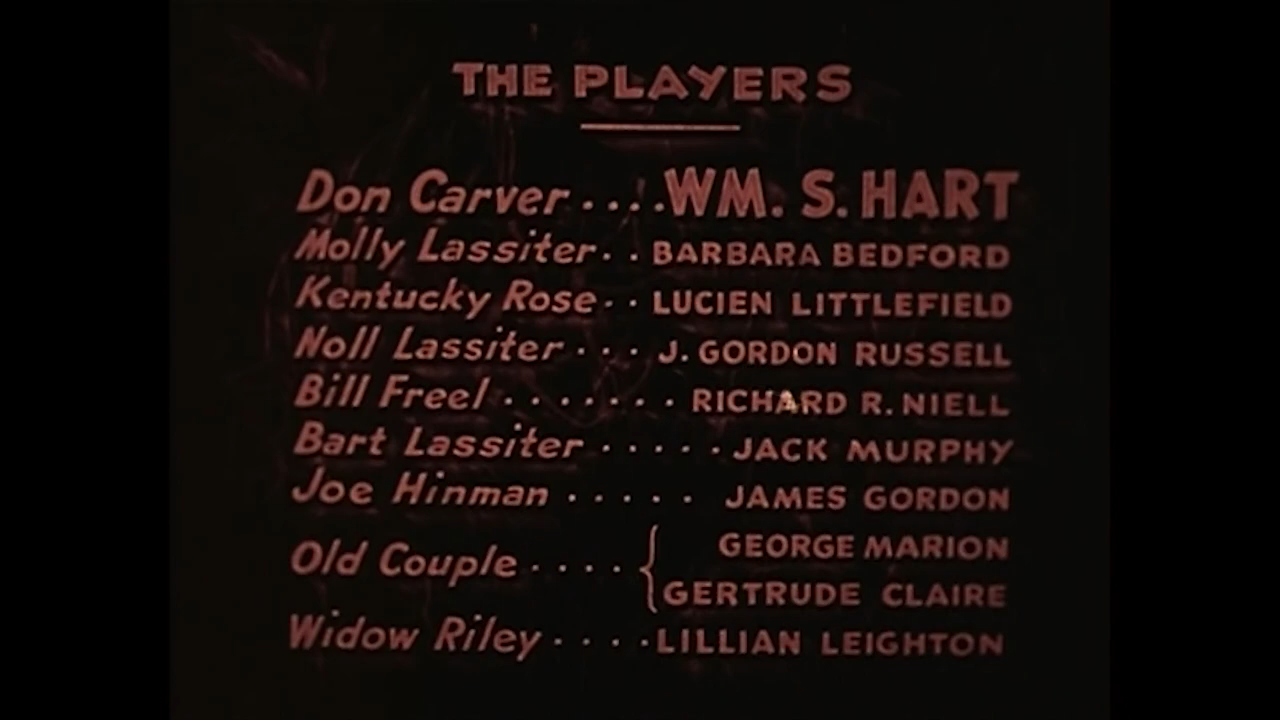 THE PLAYERS
Don Carver ....WM. S. HART
Molly Lassiter. . BARBARA BEDFORD
Kentucky Rose. . LUCIEN LITTLEFIELD
Noll Lassiter . . . J. GORDON RUSSELL
Bill Freel . . . . . . . RICHARD R. NIELL
Bart Lassiter . . . . . JACK MURPHY
Joe Hinman . . . . . JAMES GORDON
Old Couple . . . . { GEORGE MARION
GERTRUDE CLAIRE
Widow Riley . . . . LILLIAN LEIGHTON